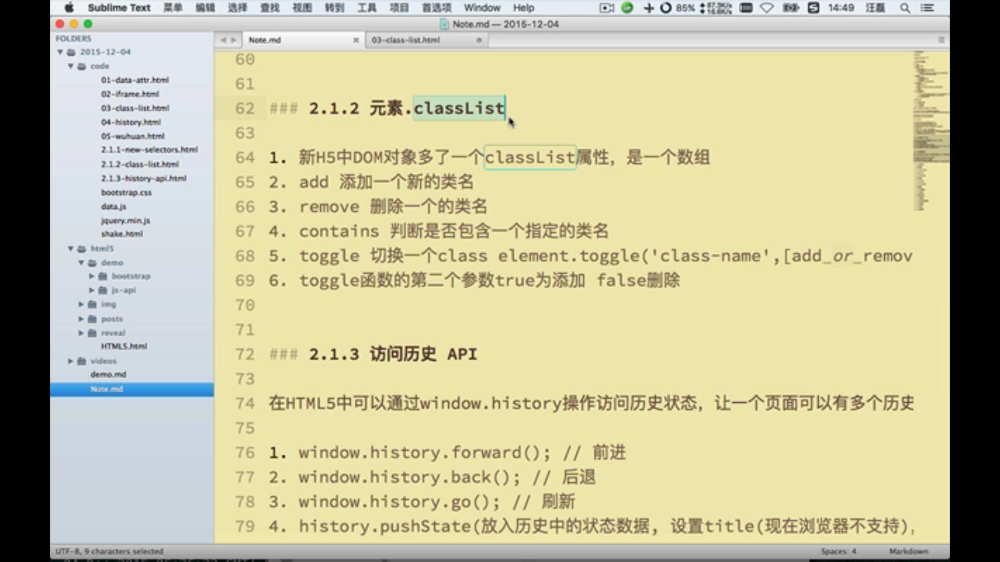 Sublime Text 菜单 编辑 选择 查找 视图 转到 工具 项目 首选项 Window Help 85% 14:49 汪磊
Note.md — 2015-12-04
FOLDERS
2015-12-04
code
01-data-attr.html
02-iframe.html
03-class-list.html
04-history.html
05-wuhuan.html
2.1.1-new-selectors.html
2.1.2-class-list.html
2.1.3-history-api.html
bootstrap.css
data.js
jquery.min.js
shake.html
html5
demo
bootstrap
js-api
img
posts
reveal
HTML5.html
videos
demo.md
Note.md
Note.md 03-class-list.html
60
61
62 ### 2.1.2 元素.classList
63
64 1. 新H5中DOM对象多了一个classList属性，是一个数组
65 2. add 添加一个新的类名
66 3. remove 删除一个的类名
67 4. contains 判断是否包含一个指定的类名
68 5. toggle 切换一个class element.toggle('class-name',[add_or_remov
69 6. toggle函数的第二个参数true为添加 false删除
70
71
72 ### 2.1.3 访问历史 API
73
74 在HTML5中可以通过window.history操作访问历史状态，让一个页面可以有多个历史
75
76 1. window.history.forward(); // 前进
77 2. window.history.back(); // 后退
78 3. window.history.go(); // 刷新
79 4. history.pushState(放入历史中的状态数据, 设置title(现在浏览器不支持),
UTF-8, 9 characters selected Spaces: 4 Markdown